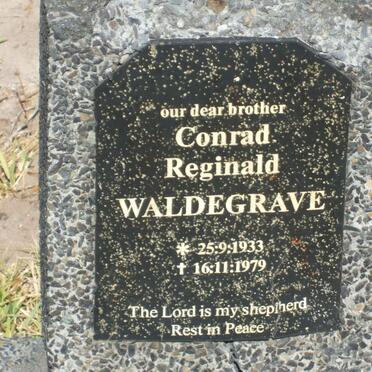 our dear brother
Conrad
Reginald
WALDEGRAVE
* 25·9·1933
† 16·11·1979
The Lord is my shepherd
Rest in Peace